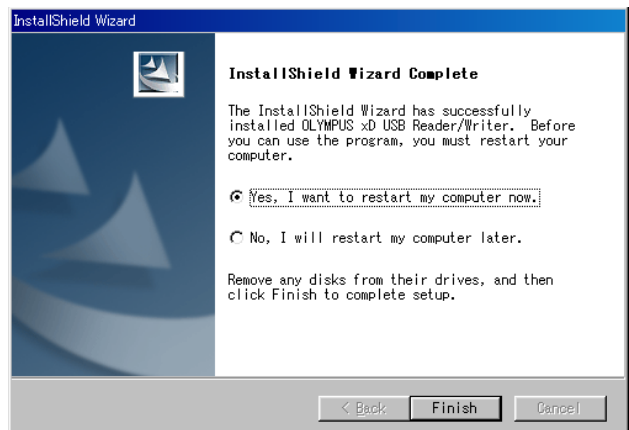 InstallShield Wizard
InstallShield Wizard Complete
The InstallShield Wizard has successfully
installed OLYMPUS xD USB Reader/Writer. Before
you can use the program, you must restart your
computer.
Yes, I want to restart my computer now.
No, I will restart my computer later.
Remove any disks from their drives, and then
click Finish to complete setup.
< Back Finish Cancel